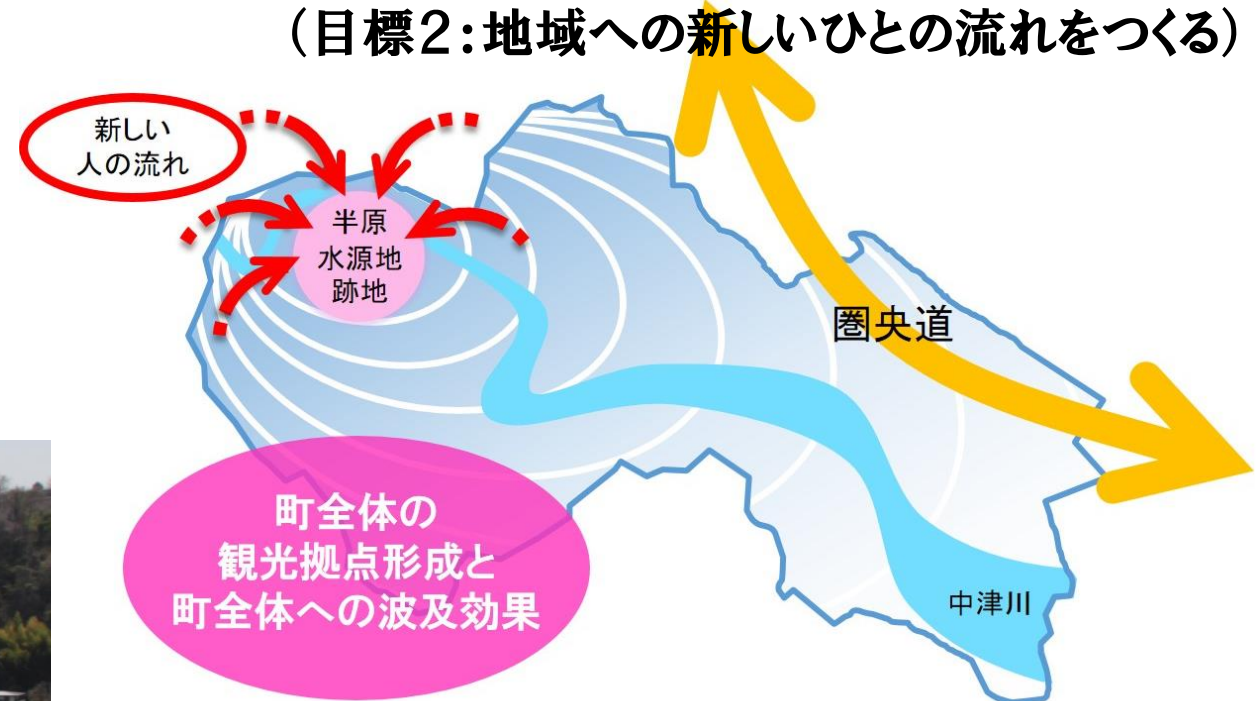 (目標2:地域への新しいひとの流れをつくる)
新しい
人の流れ
半原
水源地
跡地
圏央道
町全体の
観光拠点形成と
町全体への波及効果
中津川